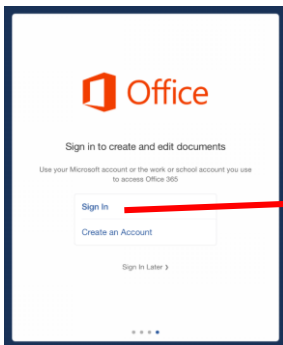 Office
Sign in to create and edit documents
Use your Microsoft account or the work or school account you use
to access Office 365
Sign In
Create an Account
Sign In Later >